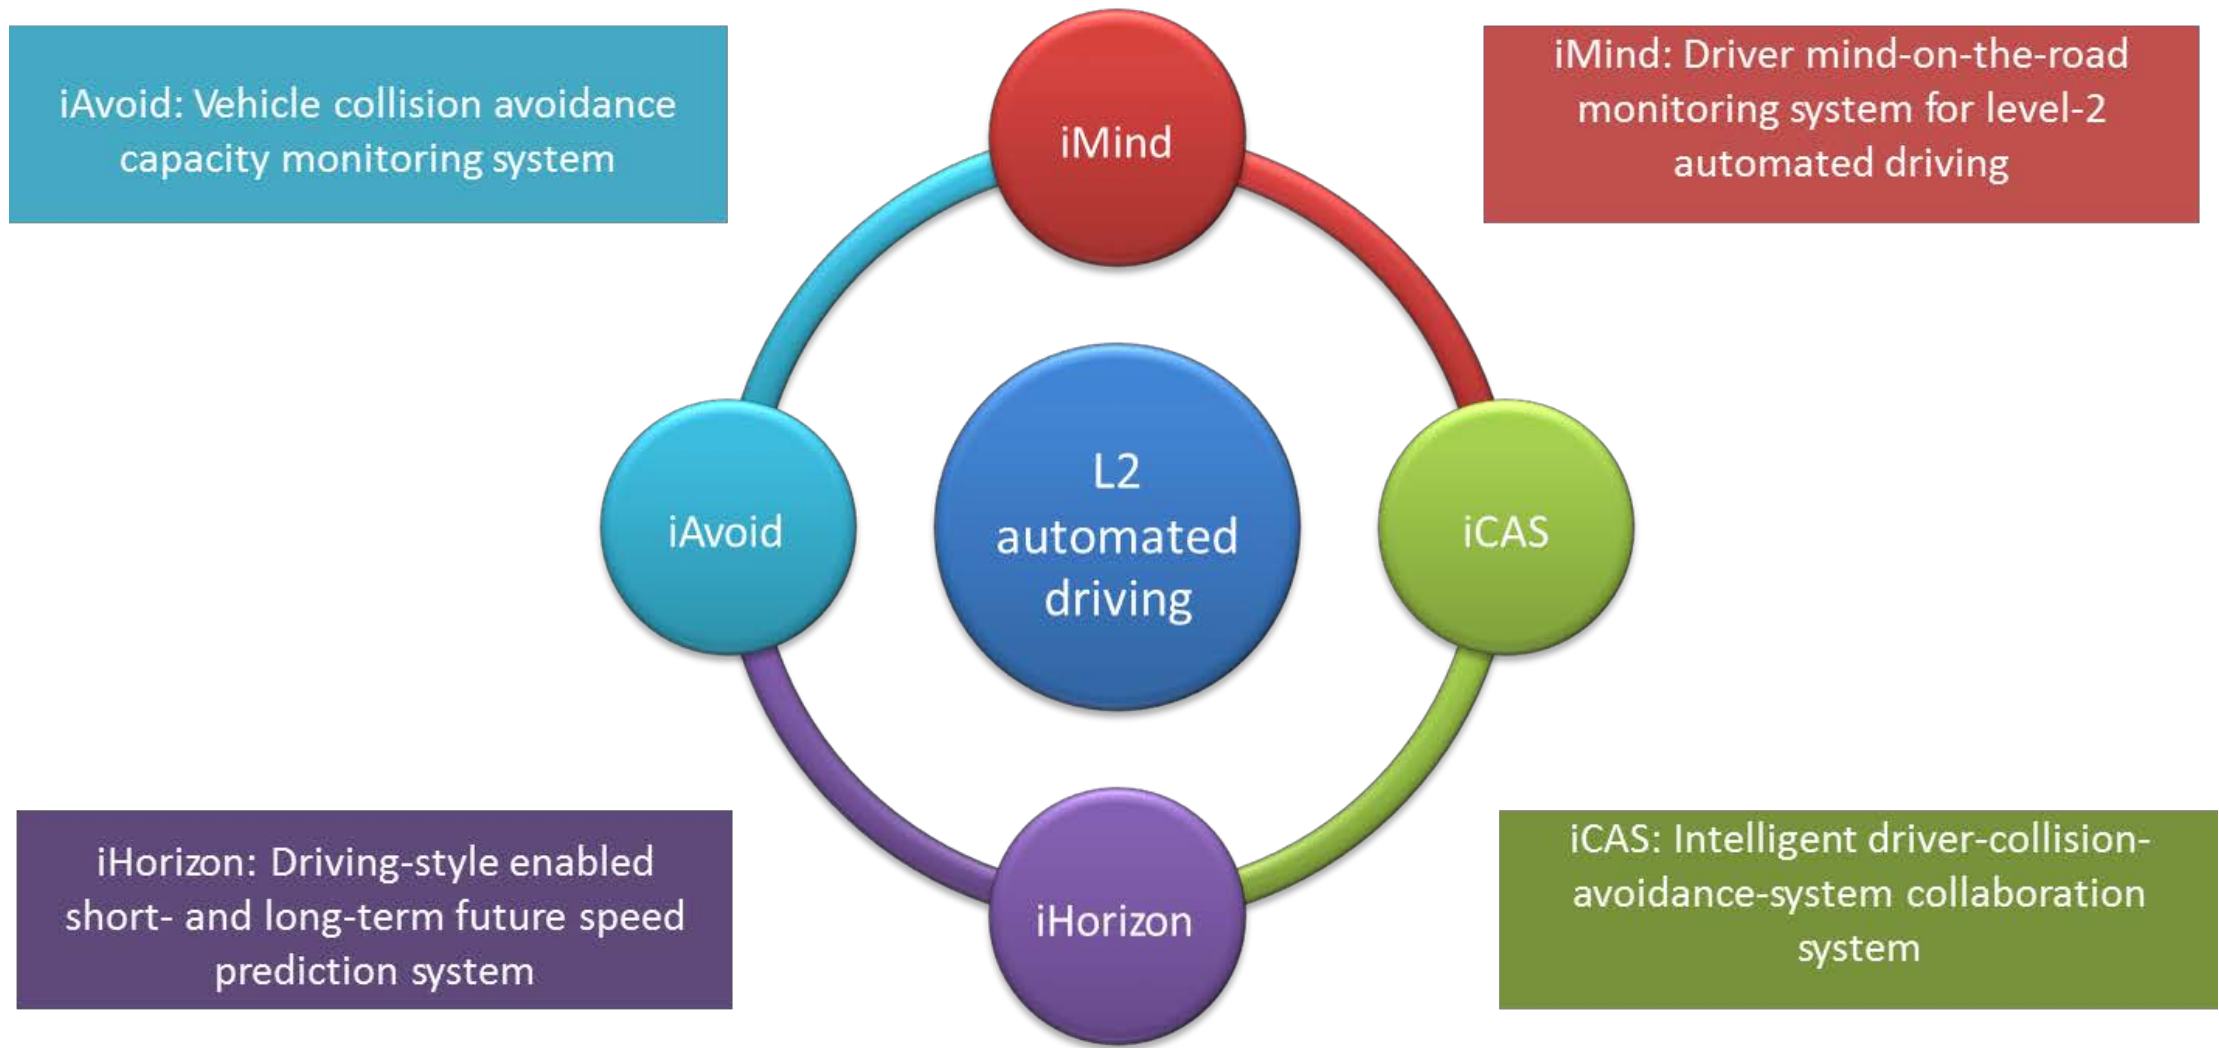 iAvoid: Vehicle collision avoidance
capacity monitoring system
iMind
iMind: Driver mind-on-the-road
monitoring system for level-2
automated driving
iAvoid
L2
automated
driving
iCAS
iHorizon: Driving-style enabled
short- and long-term future speed
prediction system
iHorizon
iCAS: Intelligent driver-collision-
avoidance-system collaboration
system